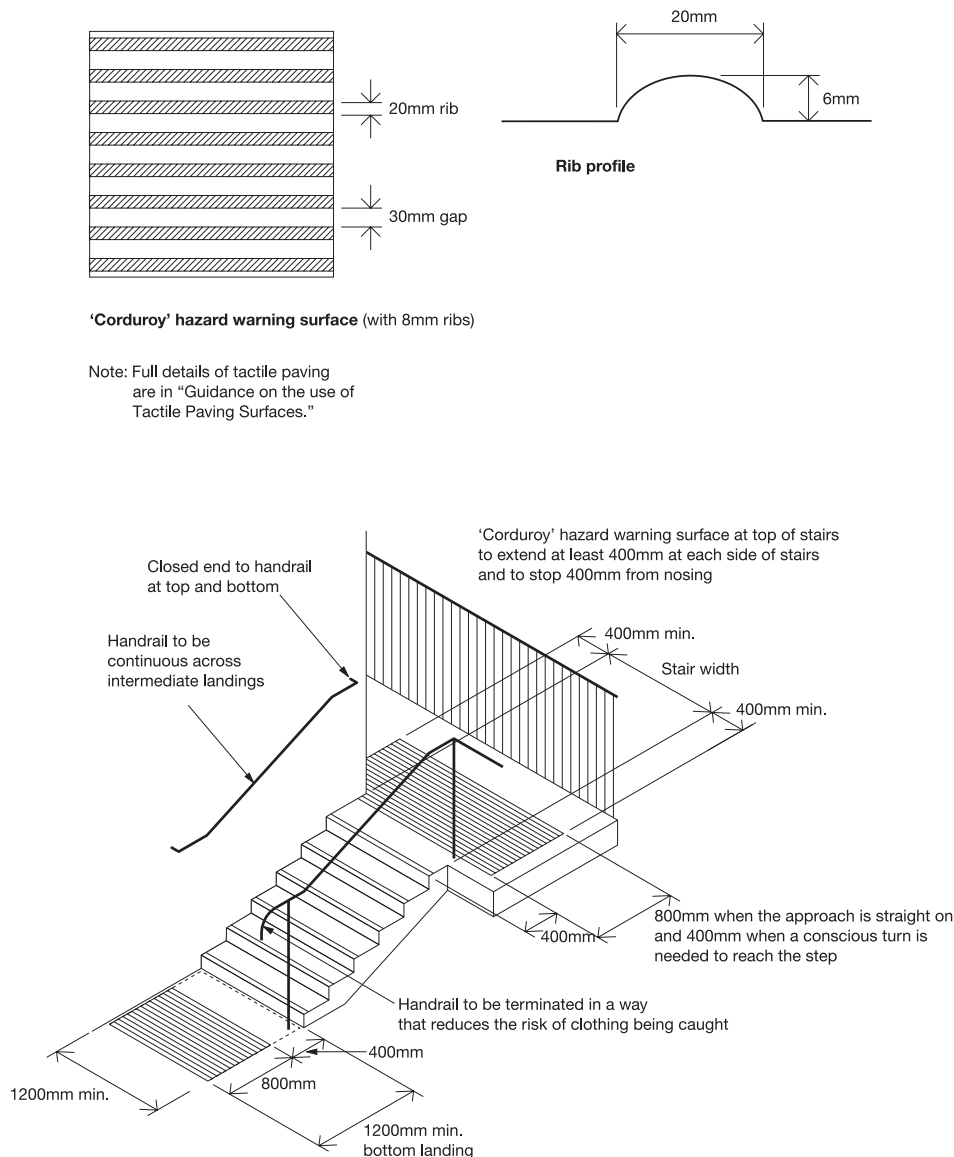 20mm
20mm rib
6mm
Rib profile
30mm gap
‘Corduroy’ hazard warning surface (with 8mm ribs)
Note: Full details of tactile paving
are in “Guidance on the use of
Tactile Paving Surfaces.”
‘Corduroy’ hazard warning surface at top of stairs
to extend at least 400mm at each side of stairs
and to stop 400mm from nosing
Closed end to handrail
at top and bottom
Handrail to be
continuous across
intermediate landings
400mm min.
Stair width
400mm min.
800mm when the approach is straight on
and 400mm when a conscious turn is
needed to reach the step
400mm
Handrail to be terminated in a way
that reduces the risk of clothing being caught
400mm
800mm
1200mm min.
1200mm min.
bottom landing